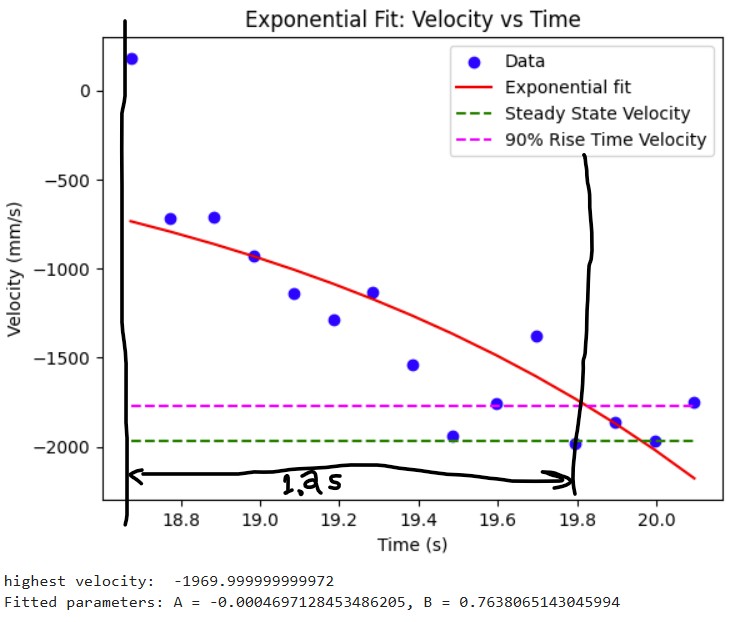 Exponential Fit: Velocity vs Time
Data
Exponential fit
Steady State Velocity
90% Rise Time Velocity
Velocity (mm/s)
0
−500
−1000
−1500
−2000
1.2s
18.8 19.0 19.2 19.4 19.6 19.8 20.0
Time (s)
highest velocity: -1969.999999999972
Fitted parameters: A = -0.0004697128453486205, B = 0.7638065143045994